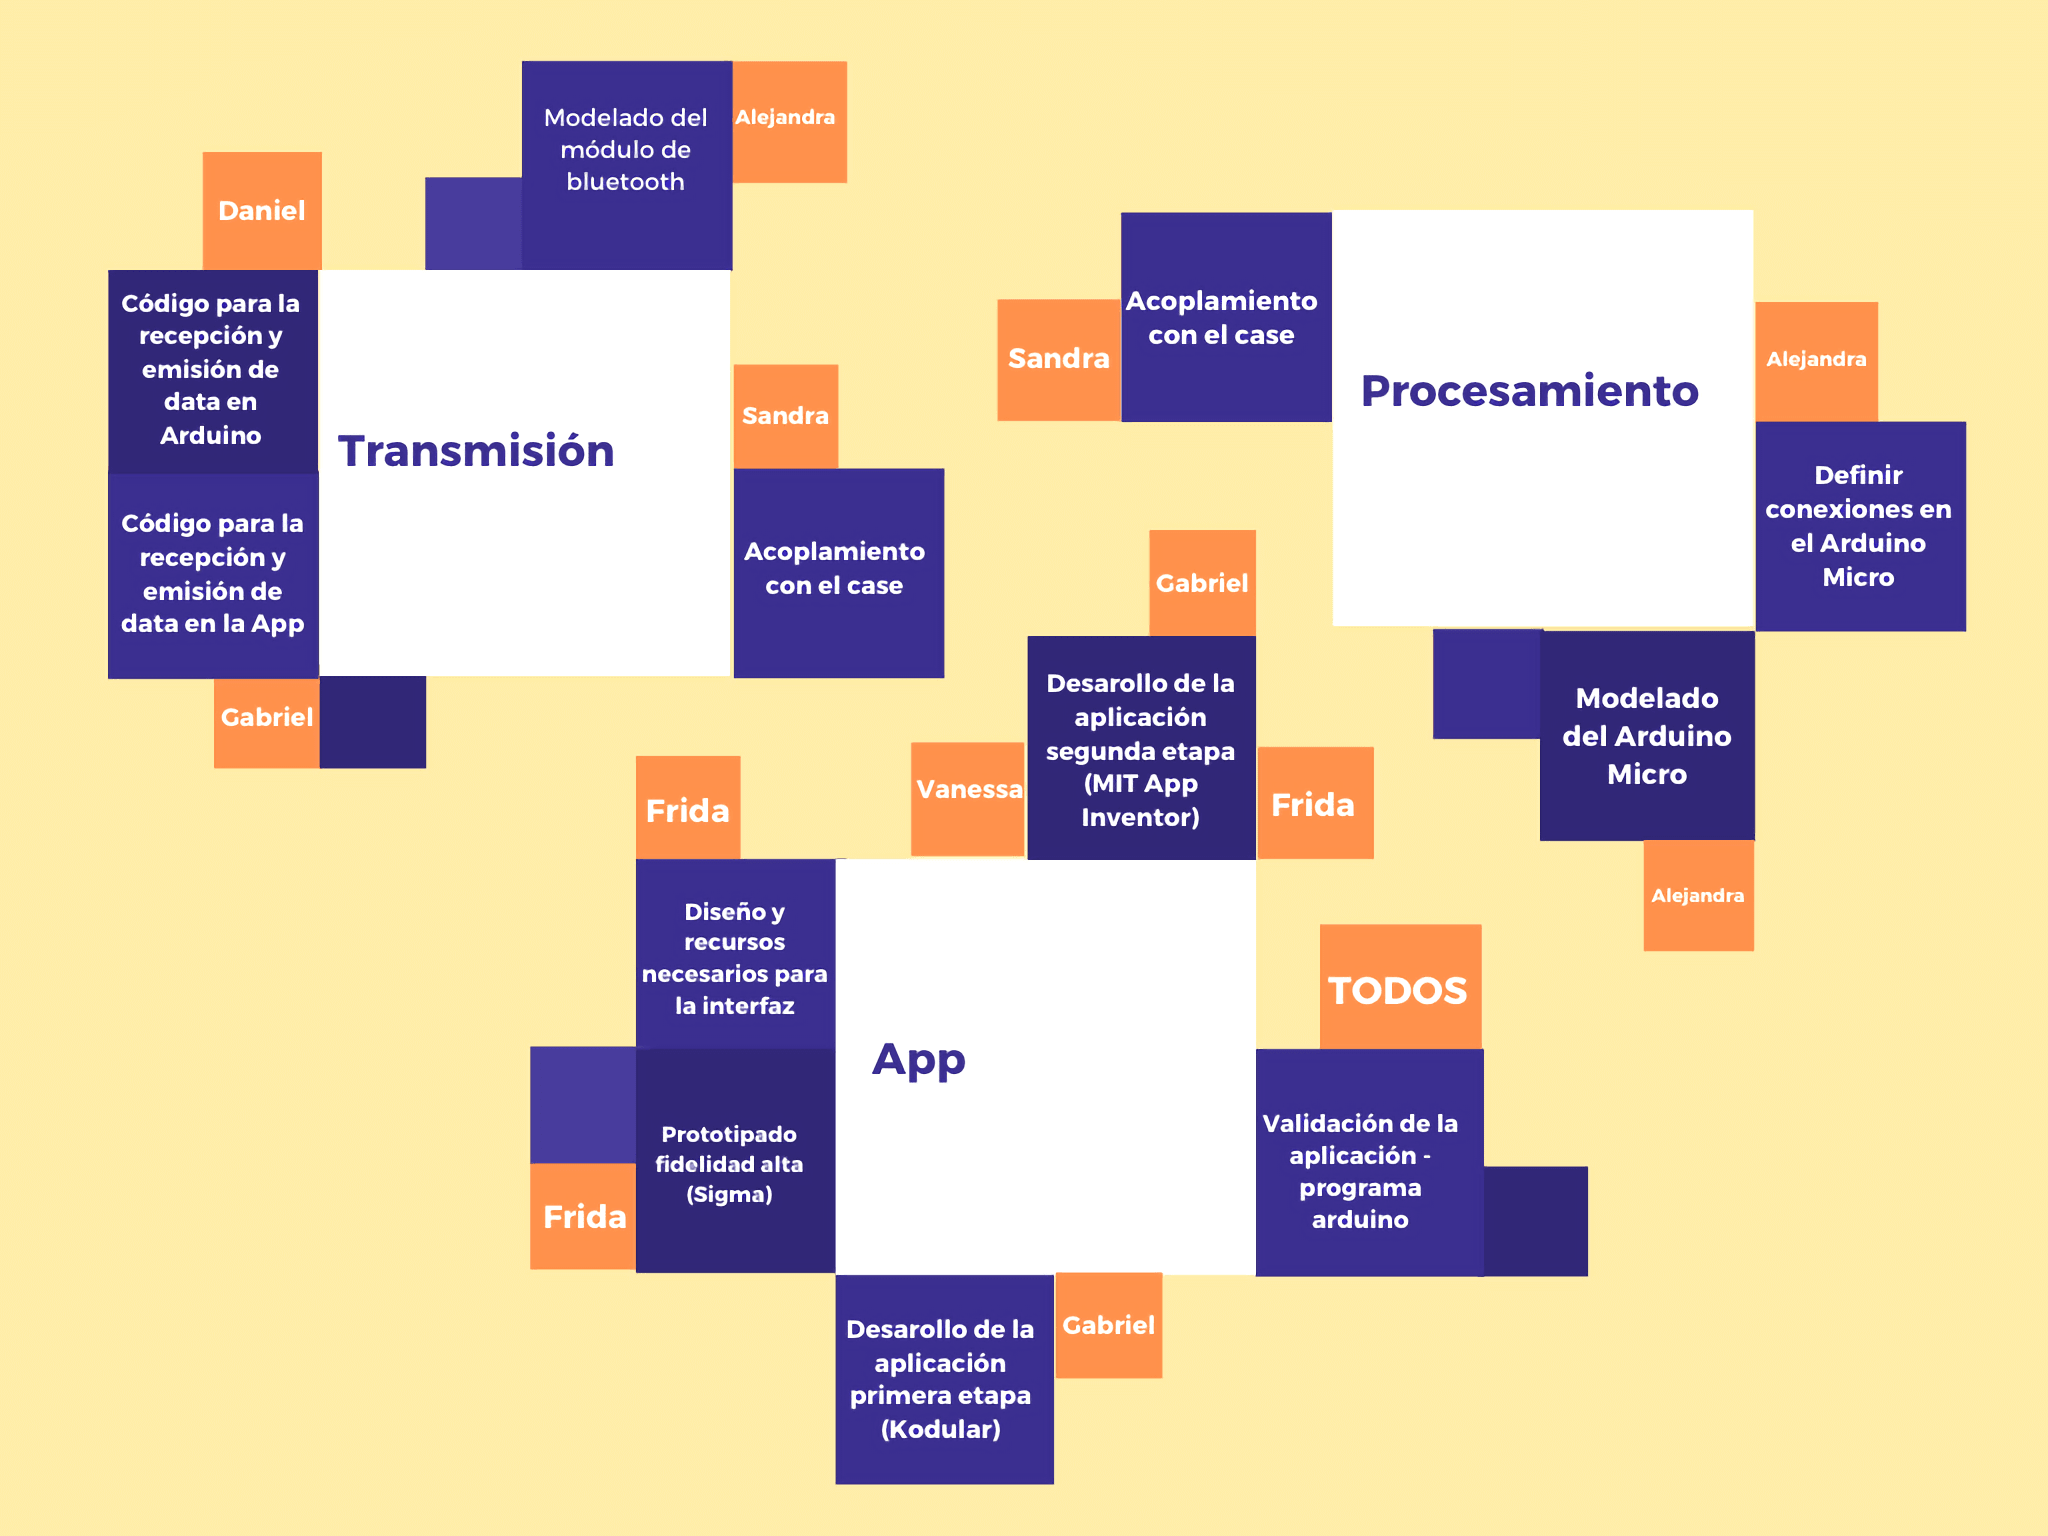 Modelado del
módulo de
bluetooth
Alejandra
Daniel
Código para la
recepción y
emisión de
data en
Arduino
Transmisión
Sandra
Código para la
recepción y
emisión de
data en la App
Acoplamiento
con el case
Gabriel
Acoplamiento
con el case
Sandra
Procesamiento
Alejandra
Definir
conexiones en
el Arduino
Micro
Modelado
del Arduino
Micro
Alejandra
Gabriel
Desarollo de la
aplicación
segunda etapa
(MIT App
Inventor)
Vanessa
Frida
Frida
Diseño y
recursos
necesarios para
la interfaz
App
TODOS
Prototipado
fidelidad alta
(Sigma)
Frida
Validación de la
aplicación -
programa
arduino
Desarollo de la
aplicación
primera etapa
(Kodular)
Gabriel